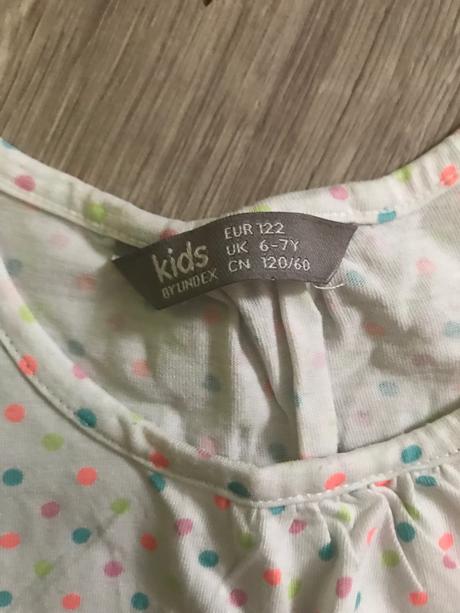 kids
BY LINDEX
EUR 122
UK 6-7Y
CN 120/60